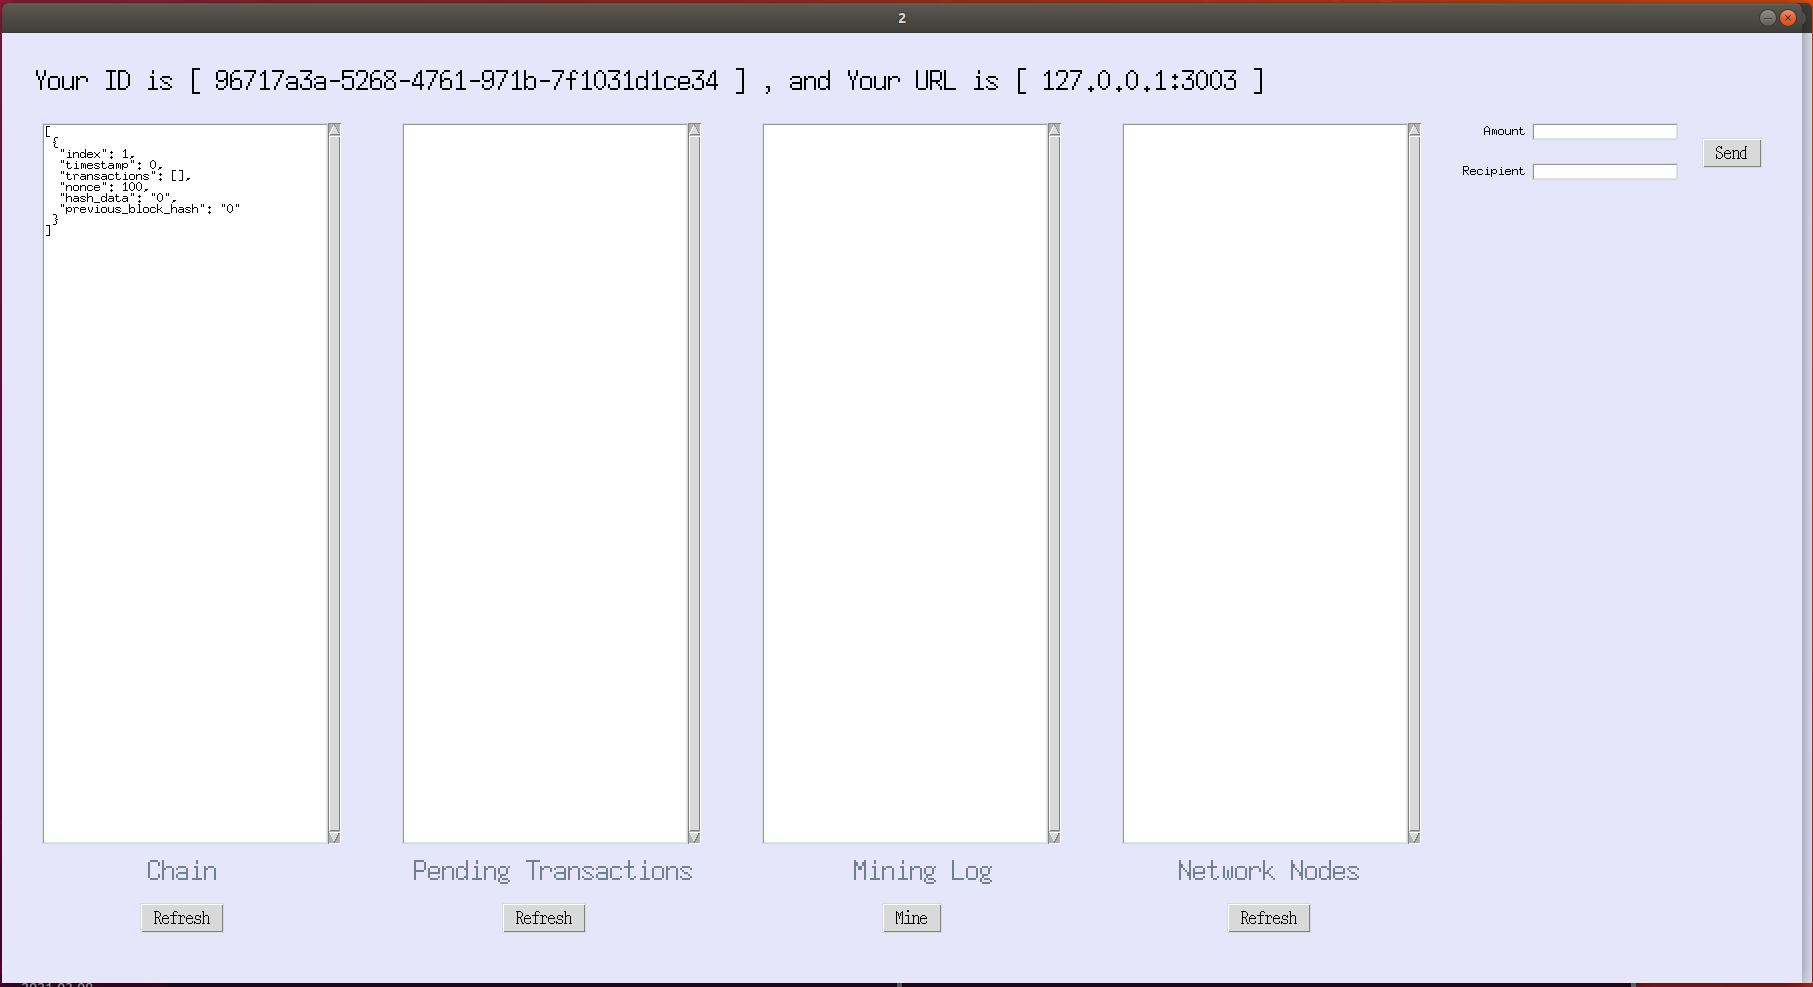 2
Your ID is [ 96717a3a-5268-4761-971b-7f1031d1ce34 ] , and Your URL is [ 127.0.0.1:3003 ]
[
{
"index": 1,
"timestamp": 0,
"transactions": [],
"nonce": 100,
"hash_data": "0",
"previous_block_hash": "0"
}
]
Amount
Recipient
Send
Chain
Pending Transactions
Mining Log
Network Nodes
Refresh
Refresh
Mine
Refresh